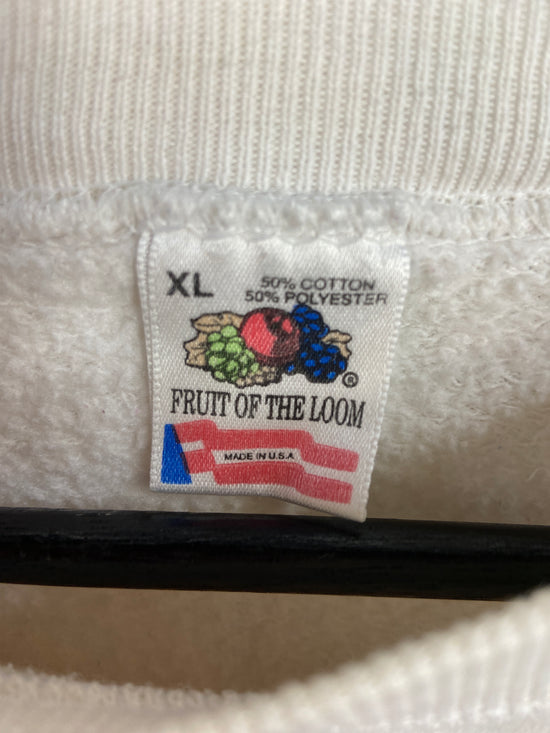 XL
50% COTTON
50% POLYESTER
®
FRUIT OF THE LOOM
MADE IN U.S.A.